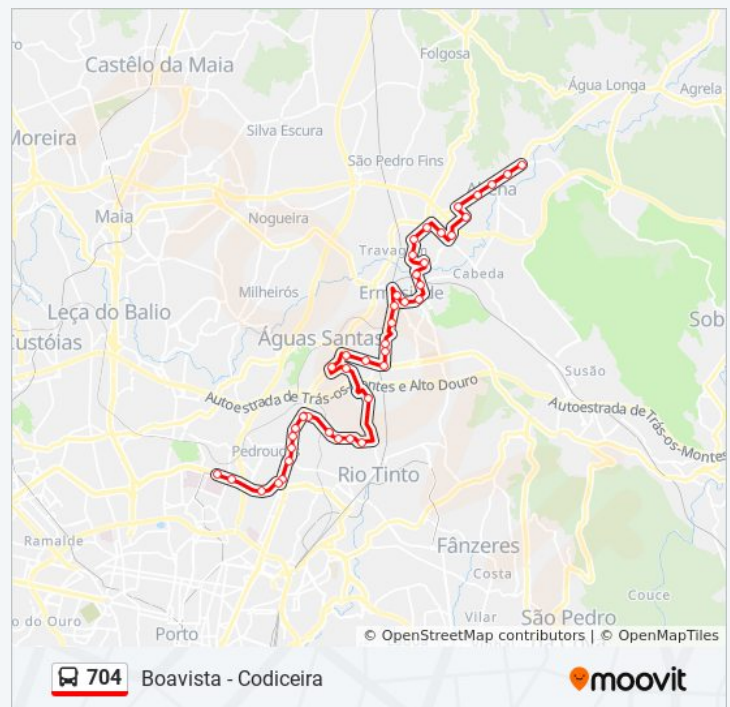 Folgosa
Castêlo da Maia
Água Longa
Agrela
Moreira
Silva Escura
São Pedro Fins
Maia
Nogueira
Travagem
Cabeda
Milheirós
Leça do Balio
Sob
Custóias
Águas Santas
Susão
Autoestrada de Trás-os-Montes e Alto Douro
Autoestrada de Trás-os-Montes
Pedrouços
Rio Tinto
Ramalde
Fânzeres
Costa
Couce
o do Ouro
Vilar
São Pedro
Porto
© OpenStreetMap contributors | © OpenMapTiles
704 Boavista - Codiceira
moovit